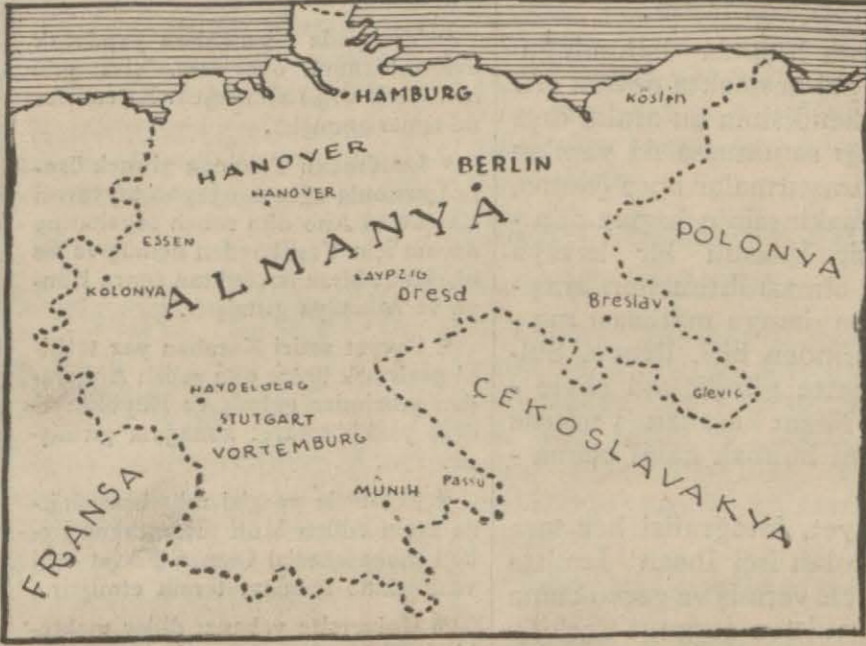 HAMBURG
Köslin
HANOVER
HANOVER
BERLIN
ALMANYA
ESSEN
KOLONYA
LAYPZIG
Dresd
POLONYA
Breslav
Glevic
ÇEKOSLAVAKYA
HAYDELBERG
STUTGART
VORTEMBURG
FRANSA
MÜNIH
Passu